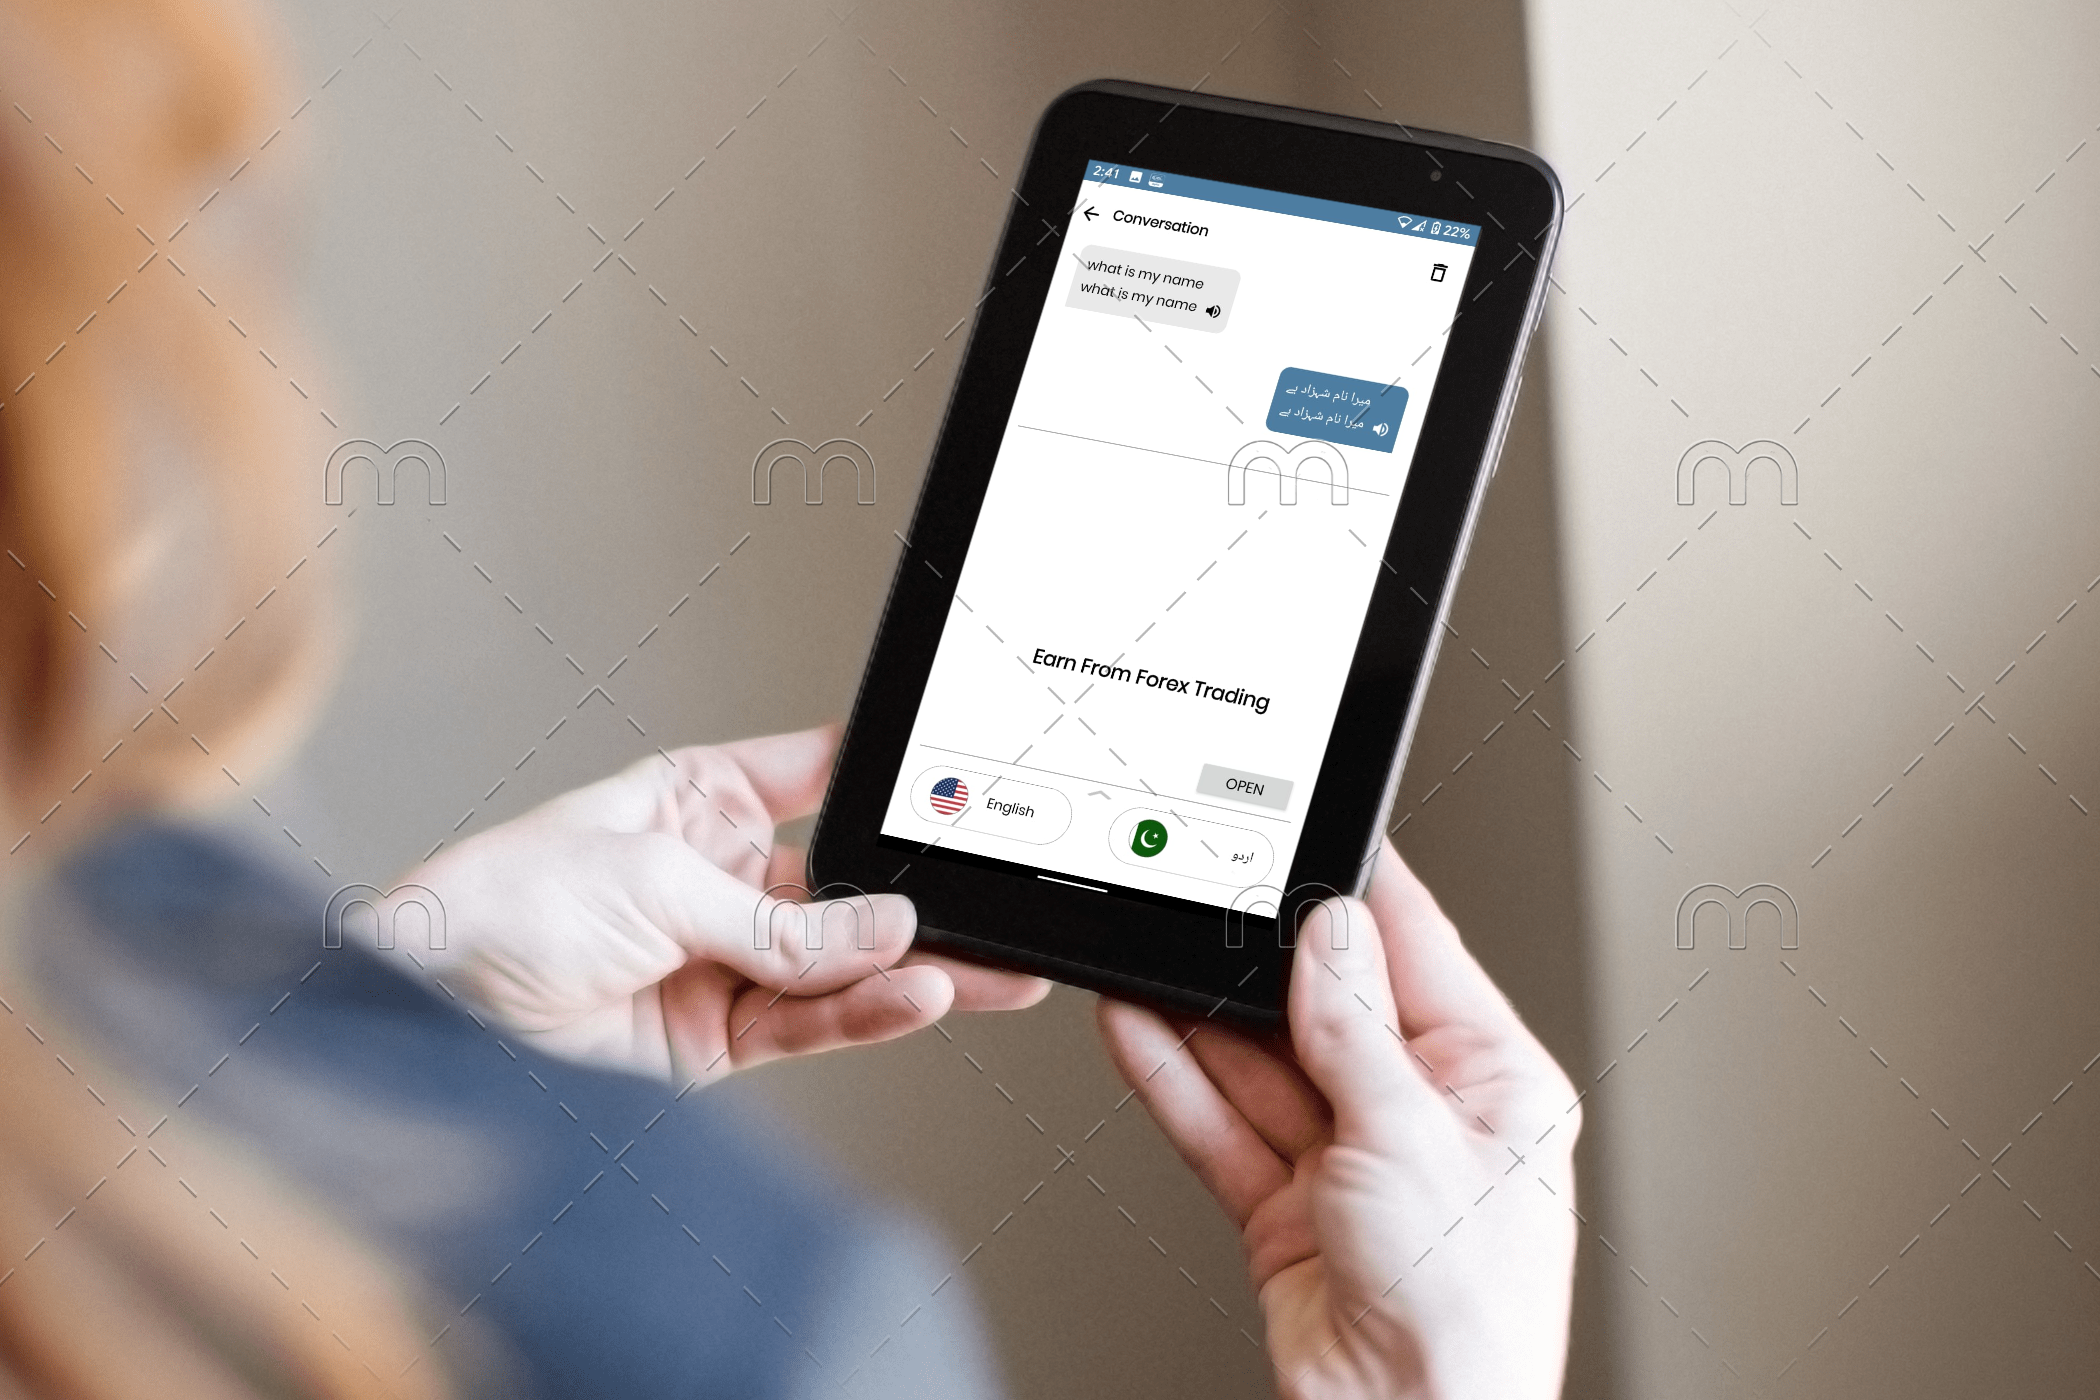 2:41
22%
Conversation
what is my name
what is my name
میرا نام شہزاد ہے
میرا نام شہزاد ہے
Earn From Forex Trading
OPEN
English
اردو